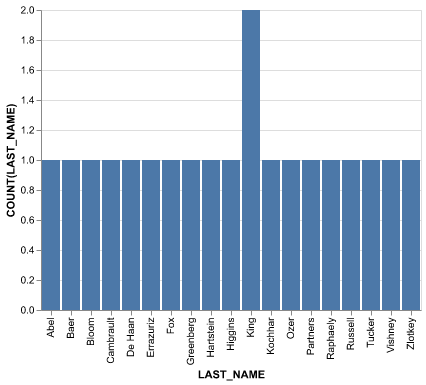 2.0
1.8
1.6
1.4
1.2
1.0
0.8
0.6
0.4
0.2
0.0
COUNT(LAST_NAME)
Abel
Baer
Bloom
Cambrault
De Haan
Errazuriz
Fox
Greenberg
Hartstein
Higgins
King
Kochhar
Ozer
Partners
Raphaely
Russell
Tucker
Vishney
Zlotkey
LAST_NAME